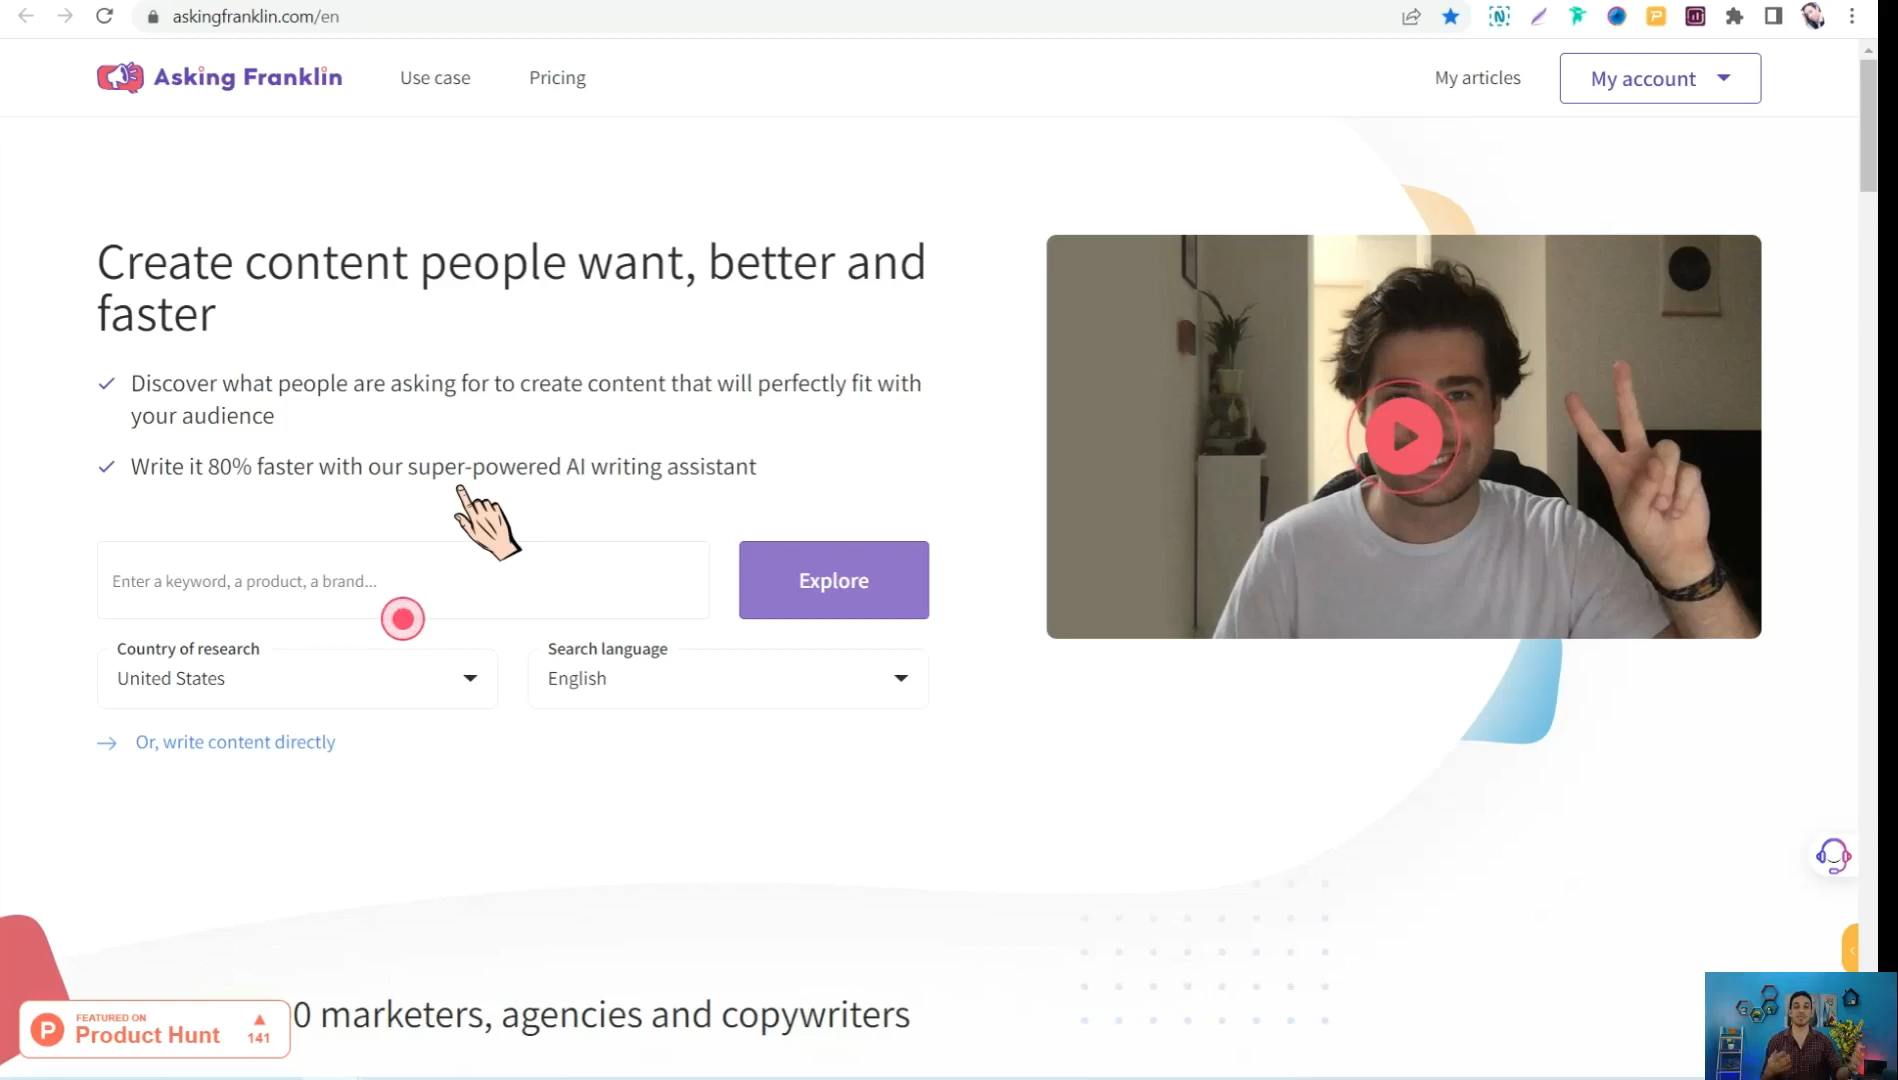 askingfranklin.com/en
Asking Franklin
Use case
Pricing
My articles
My account
Create content people want, better and
faster
Discover what people are asking for to create content that will perfectly fit with
your audience
Write it 80% faster with our super-powered AI writing assistant
Enter a keyword, a product, a brand...
Explore
Country of research
United States
Search language
English
Or, write content directly
0 marketers, agencies and copywriters
FEATURED ON
Product Hunt
141